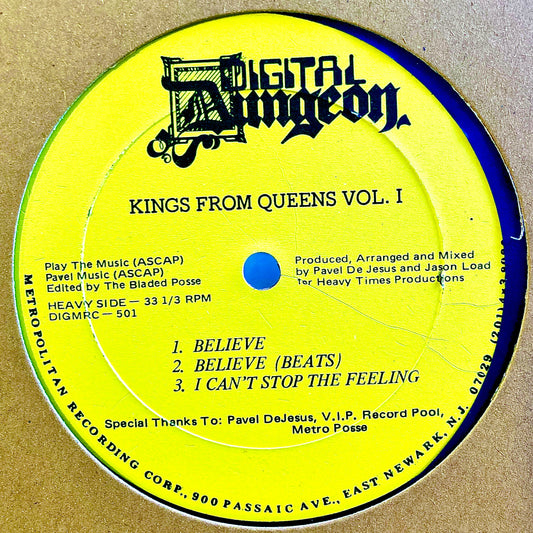 DIGITAL
Dungeon
KINGS FROM QUEENS VOL. I
Play The Music (ASCAP)
Pavel Music (ASCAP)
Edited by The Bladed Posse
HEAVY SIDE — 33 1/3 RPM
DIGMRC — 501
Produced, Arranged and Mixed
by Pavel De Jesus and Jason Load
for Heavy Times Productions
1. BELIEVE
2. BELIEVE (BEATS)
3. I CAN'T STOP THE FEELING
Special Thanks To: Pavel DeJesus, V.I.P. Record Pool,
Metro Posse
METROPOLITAN RECORDING CORP., 900 PASSAIC AVE., EAST NEWARK, N.J. 07029 (201)